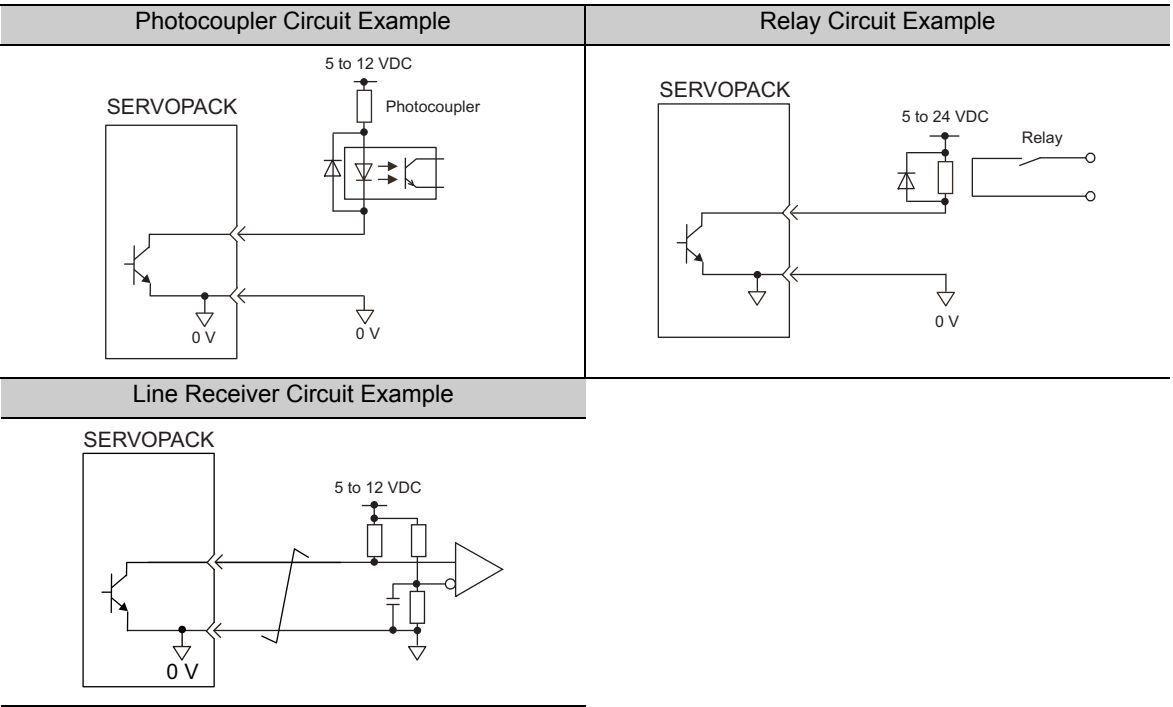 Photocoupler Circuit Example
Relay Circuit Example
5 to 12 VDC
SERVOPACK
Photocoupler
0 V
0 V
SERVOPACK
5 to 24 VDC
Relay
0 V
Line Receiver Circuit Example
SERVOPACK
5 to 12 VDC
0 V